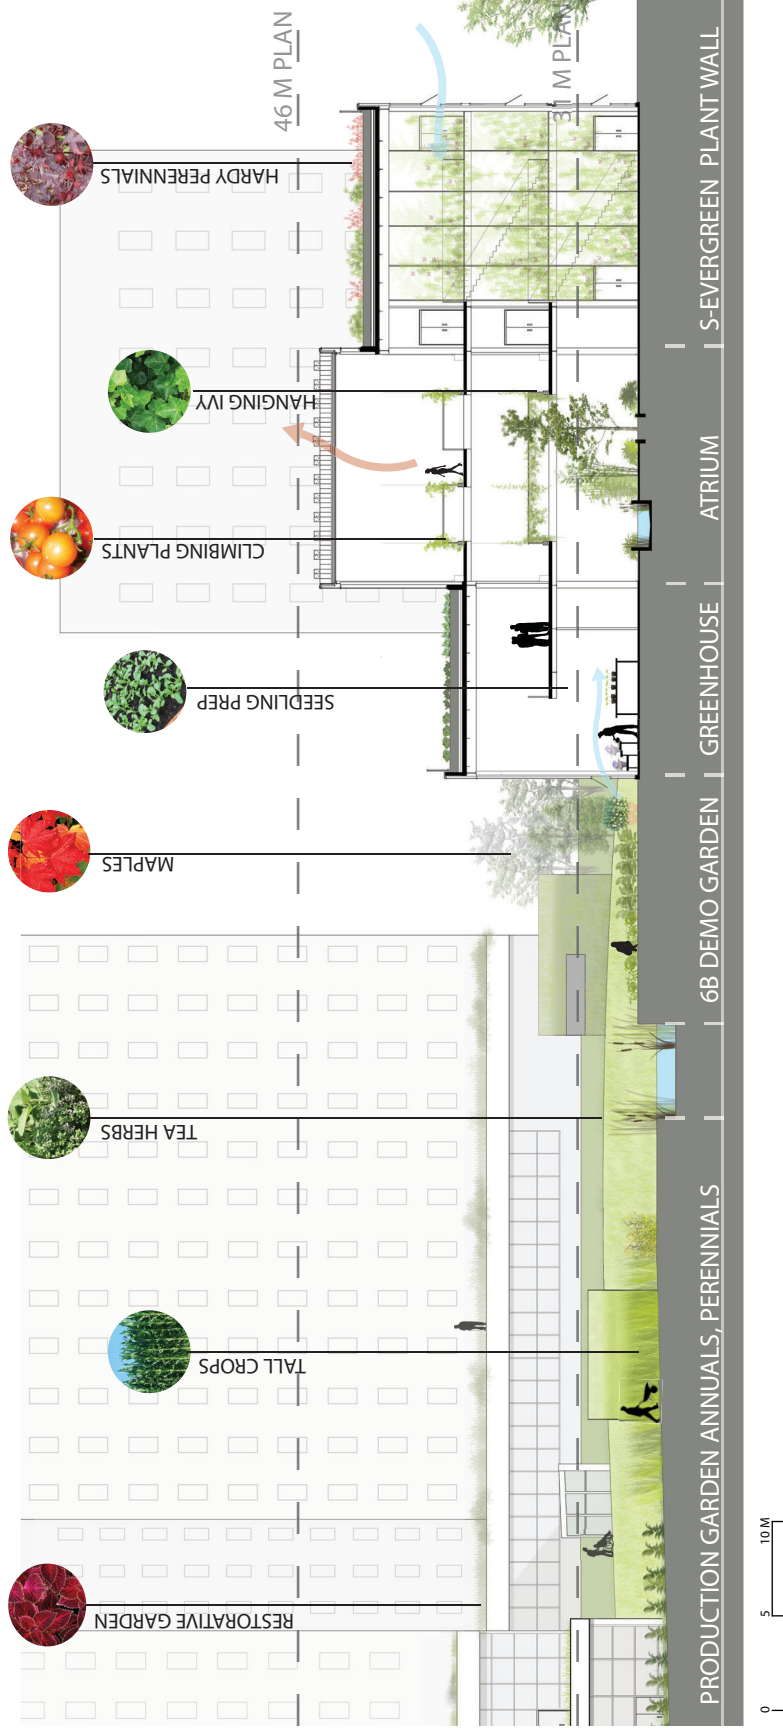 46 M PLAN
31 M PLAN
HARDY PERENNIALS
HANGING IVY
CLIMBING PLANTS
SEEDLING PREP
MAPLES
TEA HERBS
TALL CROPS
RESTORATIVE GARDEN
PRODUCTION GARDEN ANNUALS, PERENNIALS
6B DEMO GARDEN
GREENHOUSE
ATRIUM
S-EVERGREEN PLANT WALL
0
5
10 M